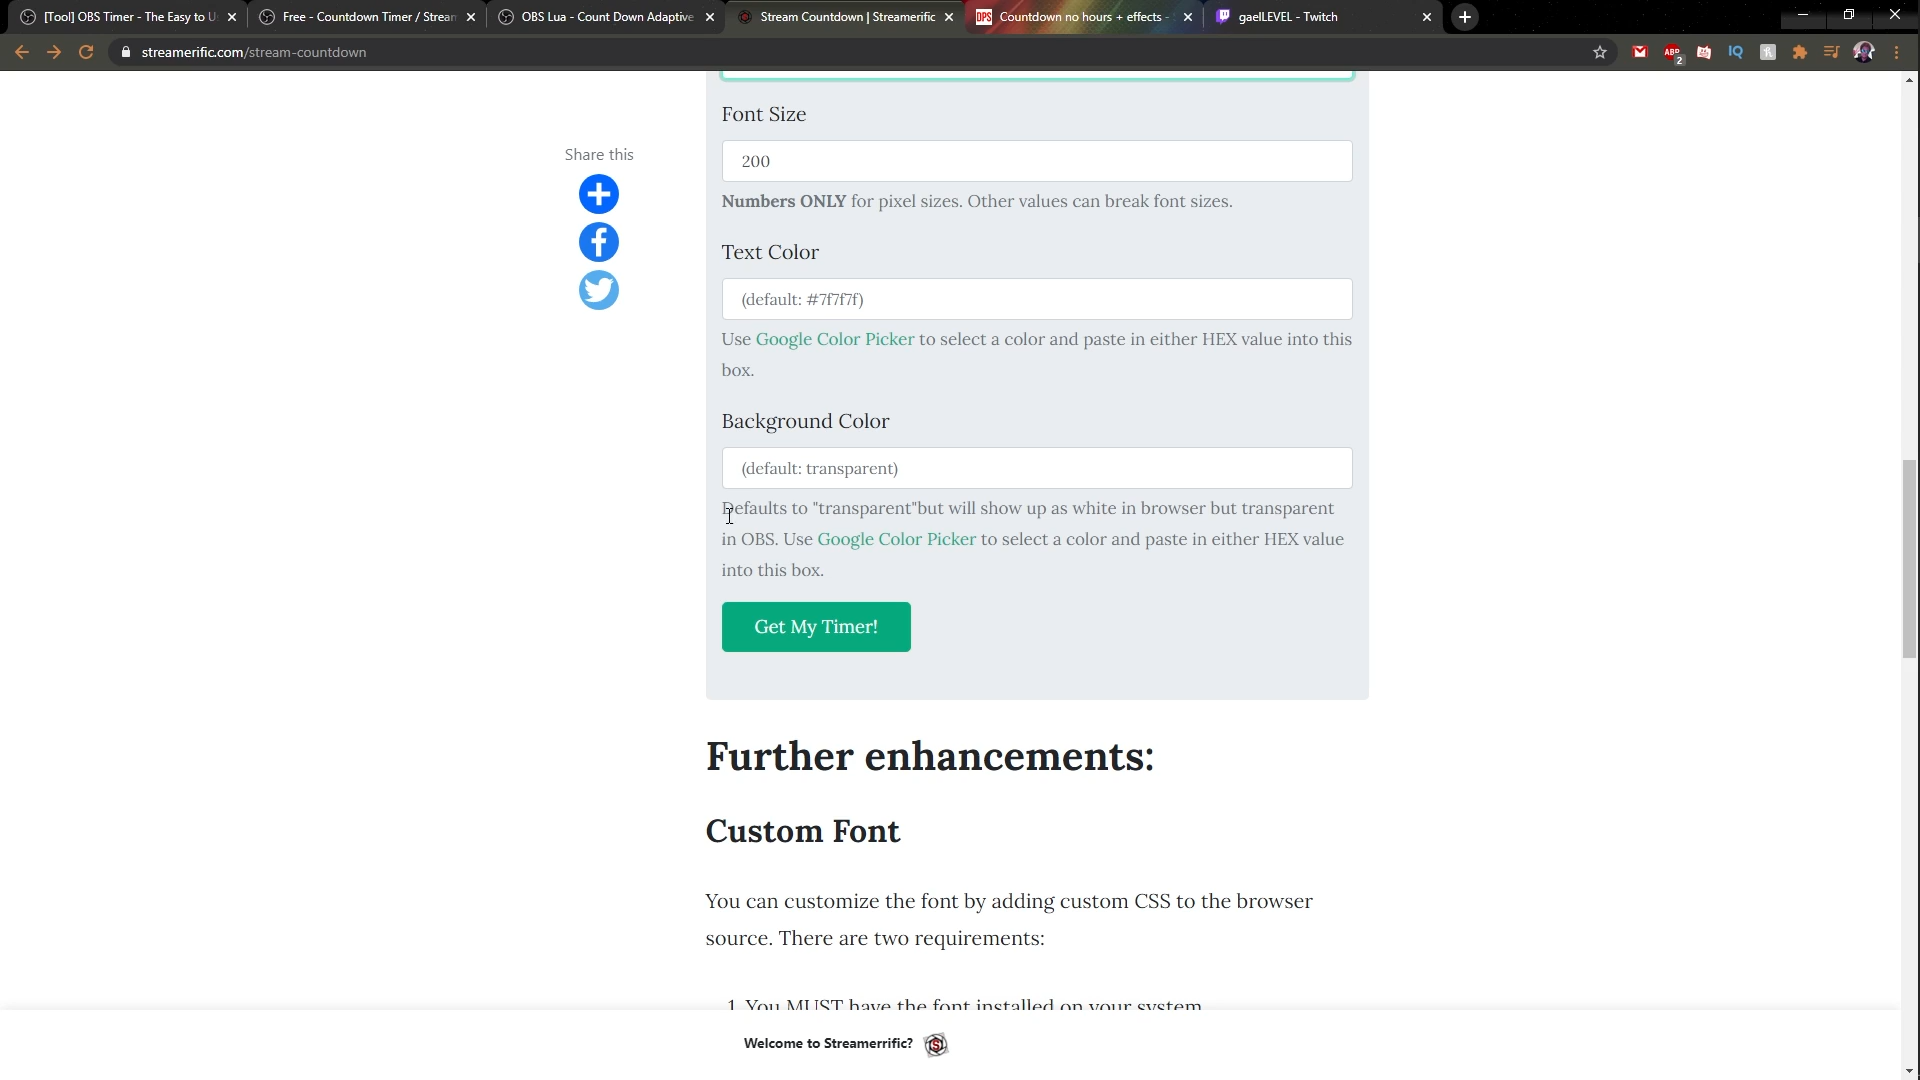 [Tool] OBS Timer - The Easy to U
Free - Countdown Timer / Stream
OBS Lua - Count Down Adaptive
Stream Countdown | Streamerific
OPS
Countdown no hours + effects -
gaelLEVEL - Twitch
streamerific.com/stream-countdown
ABP
2
IQ
Font Size
Share this
200
Numbers ONLY for pixel sizes. Other values can break font sizes.
Text Color
(default: #7f7f7f)
Use Google Color Picker to select a color and paste in either HEX value into this
box.
Background Color
(default: transparent)
Defaults to "transparent"but will show up as white in browser but transparent
in OBS. Use Google Color Picker to select a color and paste in either HEX value
into this box.
Get My Timer!
Further enhancements:
Custom Font
You can customize the font by adding custom CSS to the browser
source. There are two requirements:
1. You MUST have the font installed on your system
Welcome to Streamerrific?
S